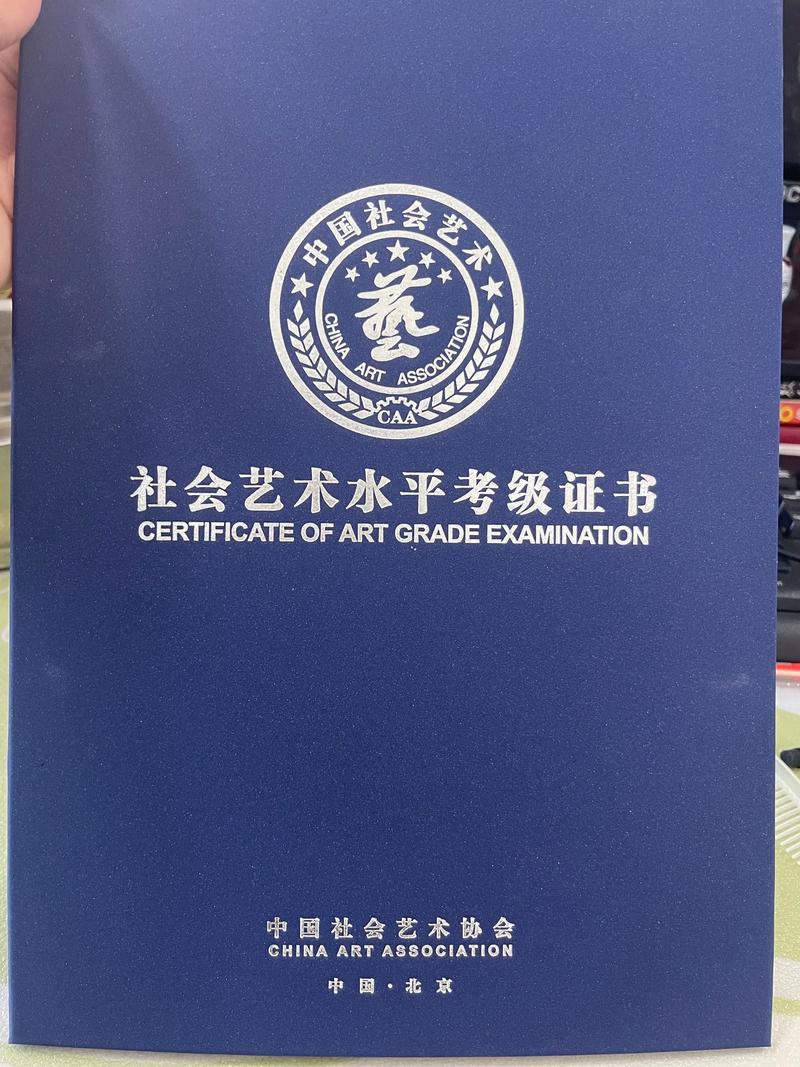 中国社会艺术
藝
CHINA ART ASSOCIATION
CAA
社会艺术水平考级证书
CERTIFICATE OF ART GRADE EXAMINATION
中国社会艺术协会
CHINA ART ASSOCIATION
中国·北京